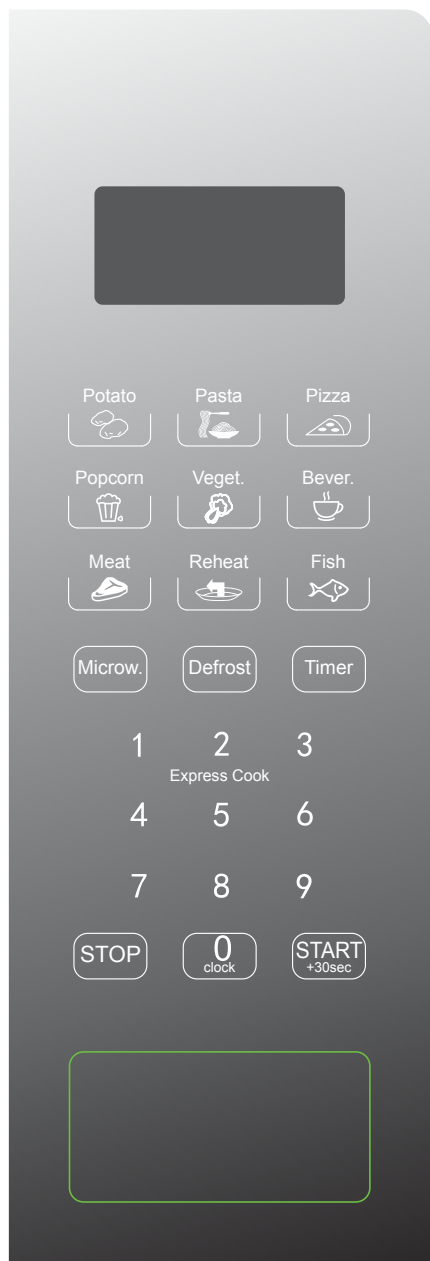 Potato Pasta Pizza
Popcorn Veget. Bever.
Meat Reheat Fish
Microw. Defrost Timer
1 2 3
Express Cook
4 5 6
7 8 9
STOP 0 START
clock +30sec